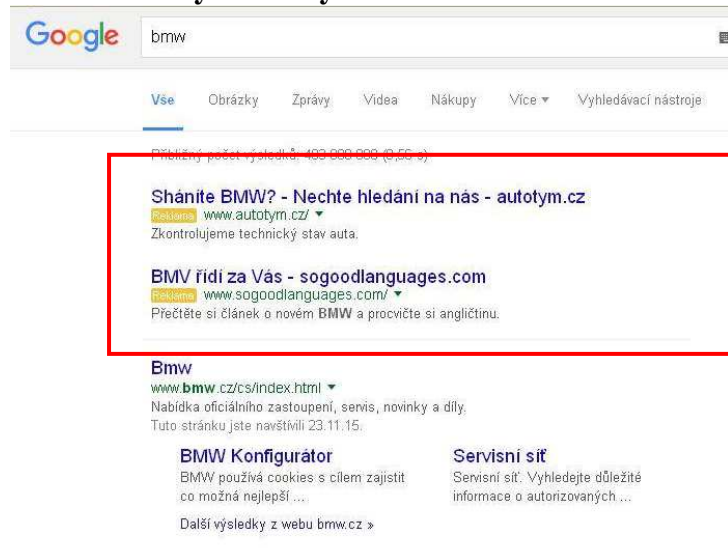 Google bmw
Vše Obrázky Zprávy Videa Nákupy Více Vyhledávací nástroje
Přibližný počet výsledků:
Sháníte BMW? - Nechte hledání na nás - autotym.cz
Reklama www.autotym.cz/
Zkontrolujeme technický stav auta.
BMV řídí za Vás - sogoodlanguages.com
Reklama www.sogoodlanguages.com/
Přečtěte si článek o novém BMW a procvičte si angličtinu.
Bmw
www.bmw.cz/cs/index.html
Nabídka oficiálního zastoupení, servis, novinky a díly.
Tuto stránku jste navštívili 23.11.15.
BMW Konfigurátor Servisní síť
BMW používá cookies s cílem zajistit Servisní síť. Vyhledejte důležité
co možná nejlepší ... informace o autorizovaných ...
Další výsledky z webu bmw.cz »